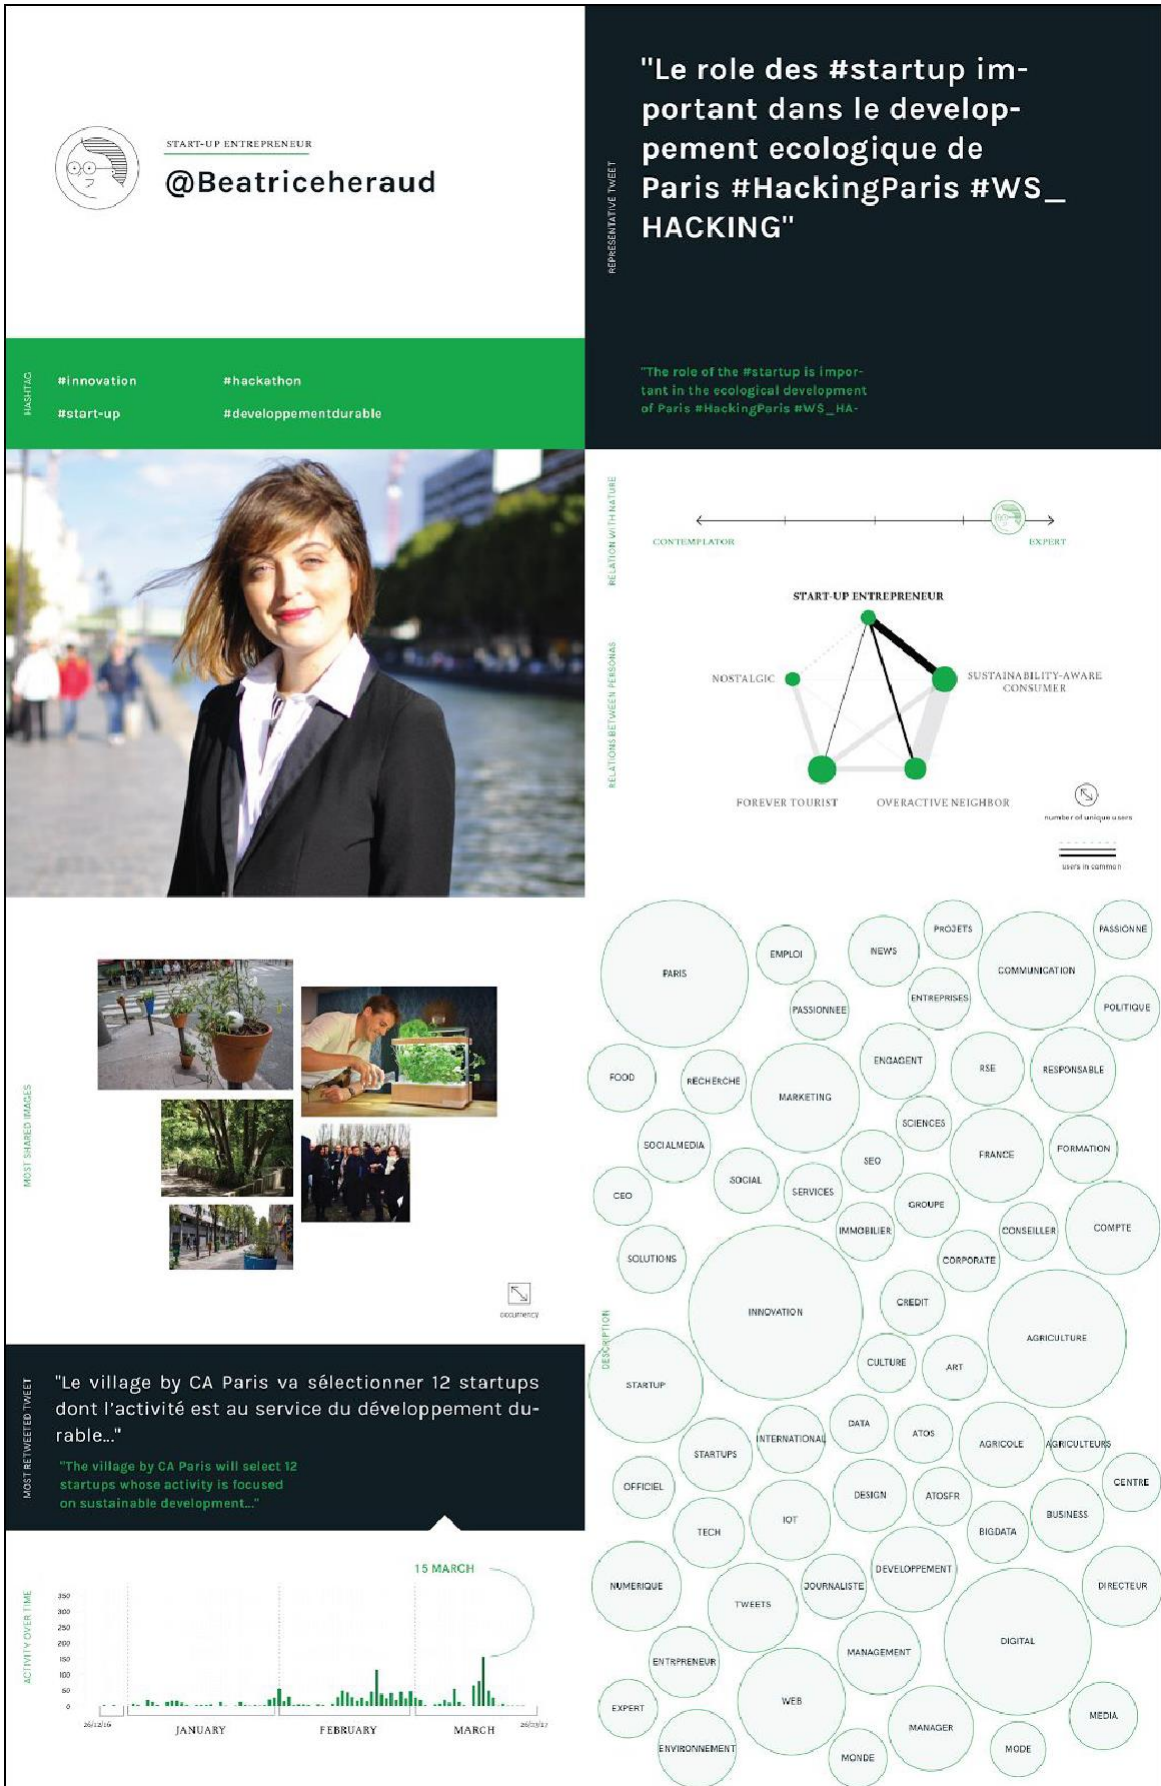 START-UP ENTREPRENEUR
@Beatriceheraud
HASHTAG
#innovation
#hackathon
#start-up
#developpementdurable
REPRESENTATIVE TWEET
"Le role des #startup im-
portant dans le develop-
pement ecologique de
Paris #HackingParis #WS_
HACKING"
"The role of the #startup is impor-
tant in the ecological development
of Paris #HackingParis #WS_HA-
RELATION WITH NATURE
CONTEMPLATOR
EXPERT
RELATIONS BETWEEN PERSONAS
START-UP ENTREPRENEUR
NOSTALGIC
SUSTAINABILITY-AWARE
CONSUMER
FOREVER TOURIST
OVERACTIVE NEIGHBOR
number of unique users
users in common
MOST SHARED IMAGES
occurrency
MOST RETWEETED TWEET
"Le village by CA Paris va sélectionner 12 startups
dont l'activité est au service du développement du-
rable..."
"The village by CA Paris will select 12
startups whose activity is focused
on sustainable development..."
ACTIVITY OVER TIME
15 MARCH
350
300
250
200
150
100
50
0
26/12/16
JANUARY
FEBRUARY
MARCH
26/03/17
DESCRIPTION
PARIS
EMPLOI
NEWS
PROJETS
COMMUNICATION
PASSIONNE
PASSIONNEE
ENTREPRISES
POLITIQUE
FOOD
RECHERCHE
MARKETING
ENGAGENT
RSE
RESPONSABLE
SCIENCES
SOCIALMEDIA
SOCIAL
SERVICES
SEO
FRANCE
FORMATION
CEO
IMMOBILIER
GROUPE
CONSEILLER
COMPTE
SOLUTIONS
CORPORATE
INNOVATION
CREDIT
AGRICULTURE
STARTUP
CULTURE
ART
STARTUPS
INTERNATIONAL
DATA
ATOS
AGRICOLE
AGRICULTEURS
OFFICIEL
DESIGN
ATOSFR
CENTRE
TECH
IOT
BIGDATA
BUSINESS
NUMERIQUE
TWEETS
JOURNALISTE
DEVELOPPEMENT
DIRECTEUR
DIGITAL
ENTRPRENEUR
MANAGEMENT
WEB
EXPERT
MANAGER
MEDIA
ENVIRONNEMENT
MONDE
MODE